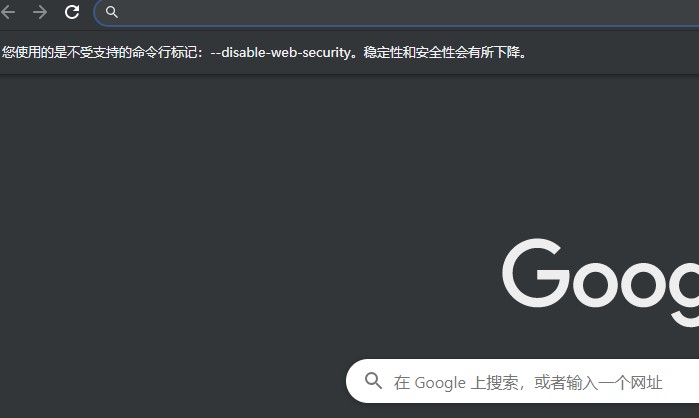 您使用的是不受支持的命令行标记：--disable-web-security。稳定性和安全性会有所下降。
Goog
在 Google 上搜索，或者输入一个网址